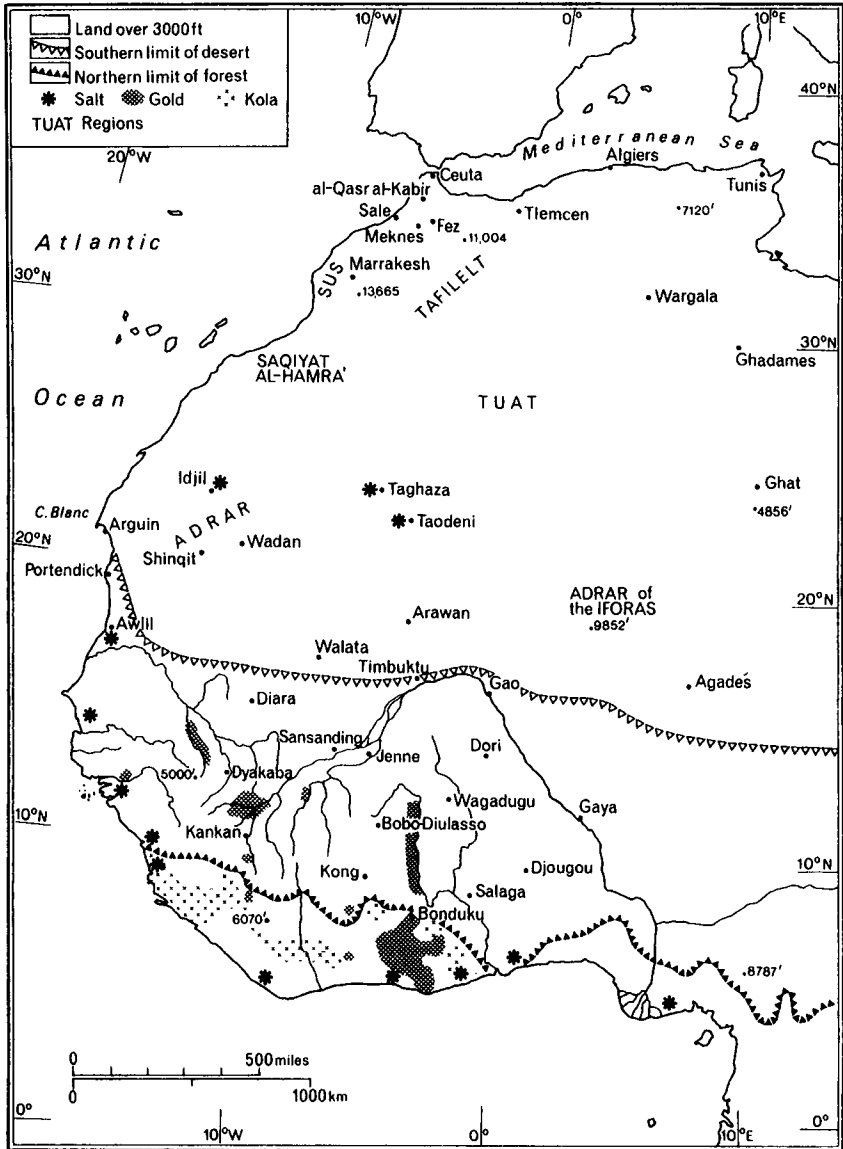 Land over 3000ft
Southern limit of desert
Northern limit of forest
Salt Gold Kola
TUAT Regions
10°W 0° 10°E
40°N
20°W
Mediterranean Sea
Ceuta
Algiers
Tunis
al-Qasr al-Kabir
Sale
Fez
Tlemcen
7120'
Meknes
11,004
Atlantic
Marrakesh
30°N
SUS
13,665
TAFILELT
Wargala
30°N
Ghadames
SAQIYAT
AL-HAMRA'
Ocean
TUAT
Idjil
Taghaza
Ghat
4856'
C. Blanc
Arguin
ADRAR
Taodeni
20°N
Shinqit
Wadan
Portendick
ADRAR of
the IFORAS
9852'
20°N
Awlil
Arawan
Walata
Timbuktu
Gao
Agadés
Diara
Sansanding
Jenne
Dori
5000'
Dyakaba
Wagadugu
Gaya
10°N
Kankan
Bobo-Diulasso
Kong
Djougou
10°N
Salaga
6070'
Bonduku
8787'
0 500 miles
0 1000km
0°
0°
10°W 0° 10°E